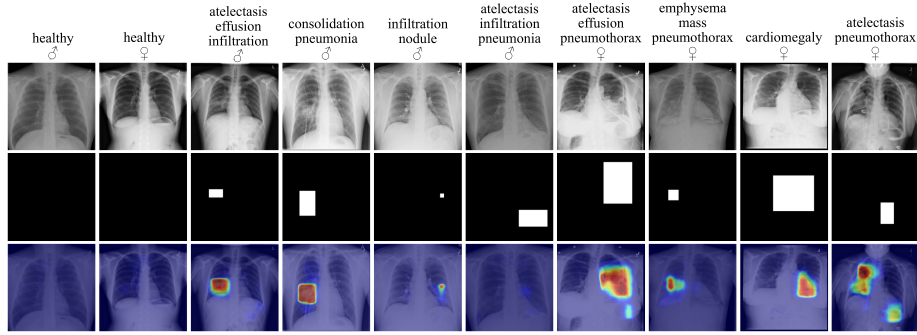 healthy
♂
healthy
♀
atelectasis
effusion
infiltration
♂
consolidation
pneumonia
♂
infiltration
nodule
♂
atelectasis
infiltration
pneumonia
♂
atelectasis
effusion
pneumothorax
♀
emphysema
mass
pneumothorax
♀
cardiomegaly
♀
atelectasis
pneumothorax
♀